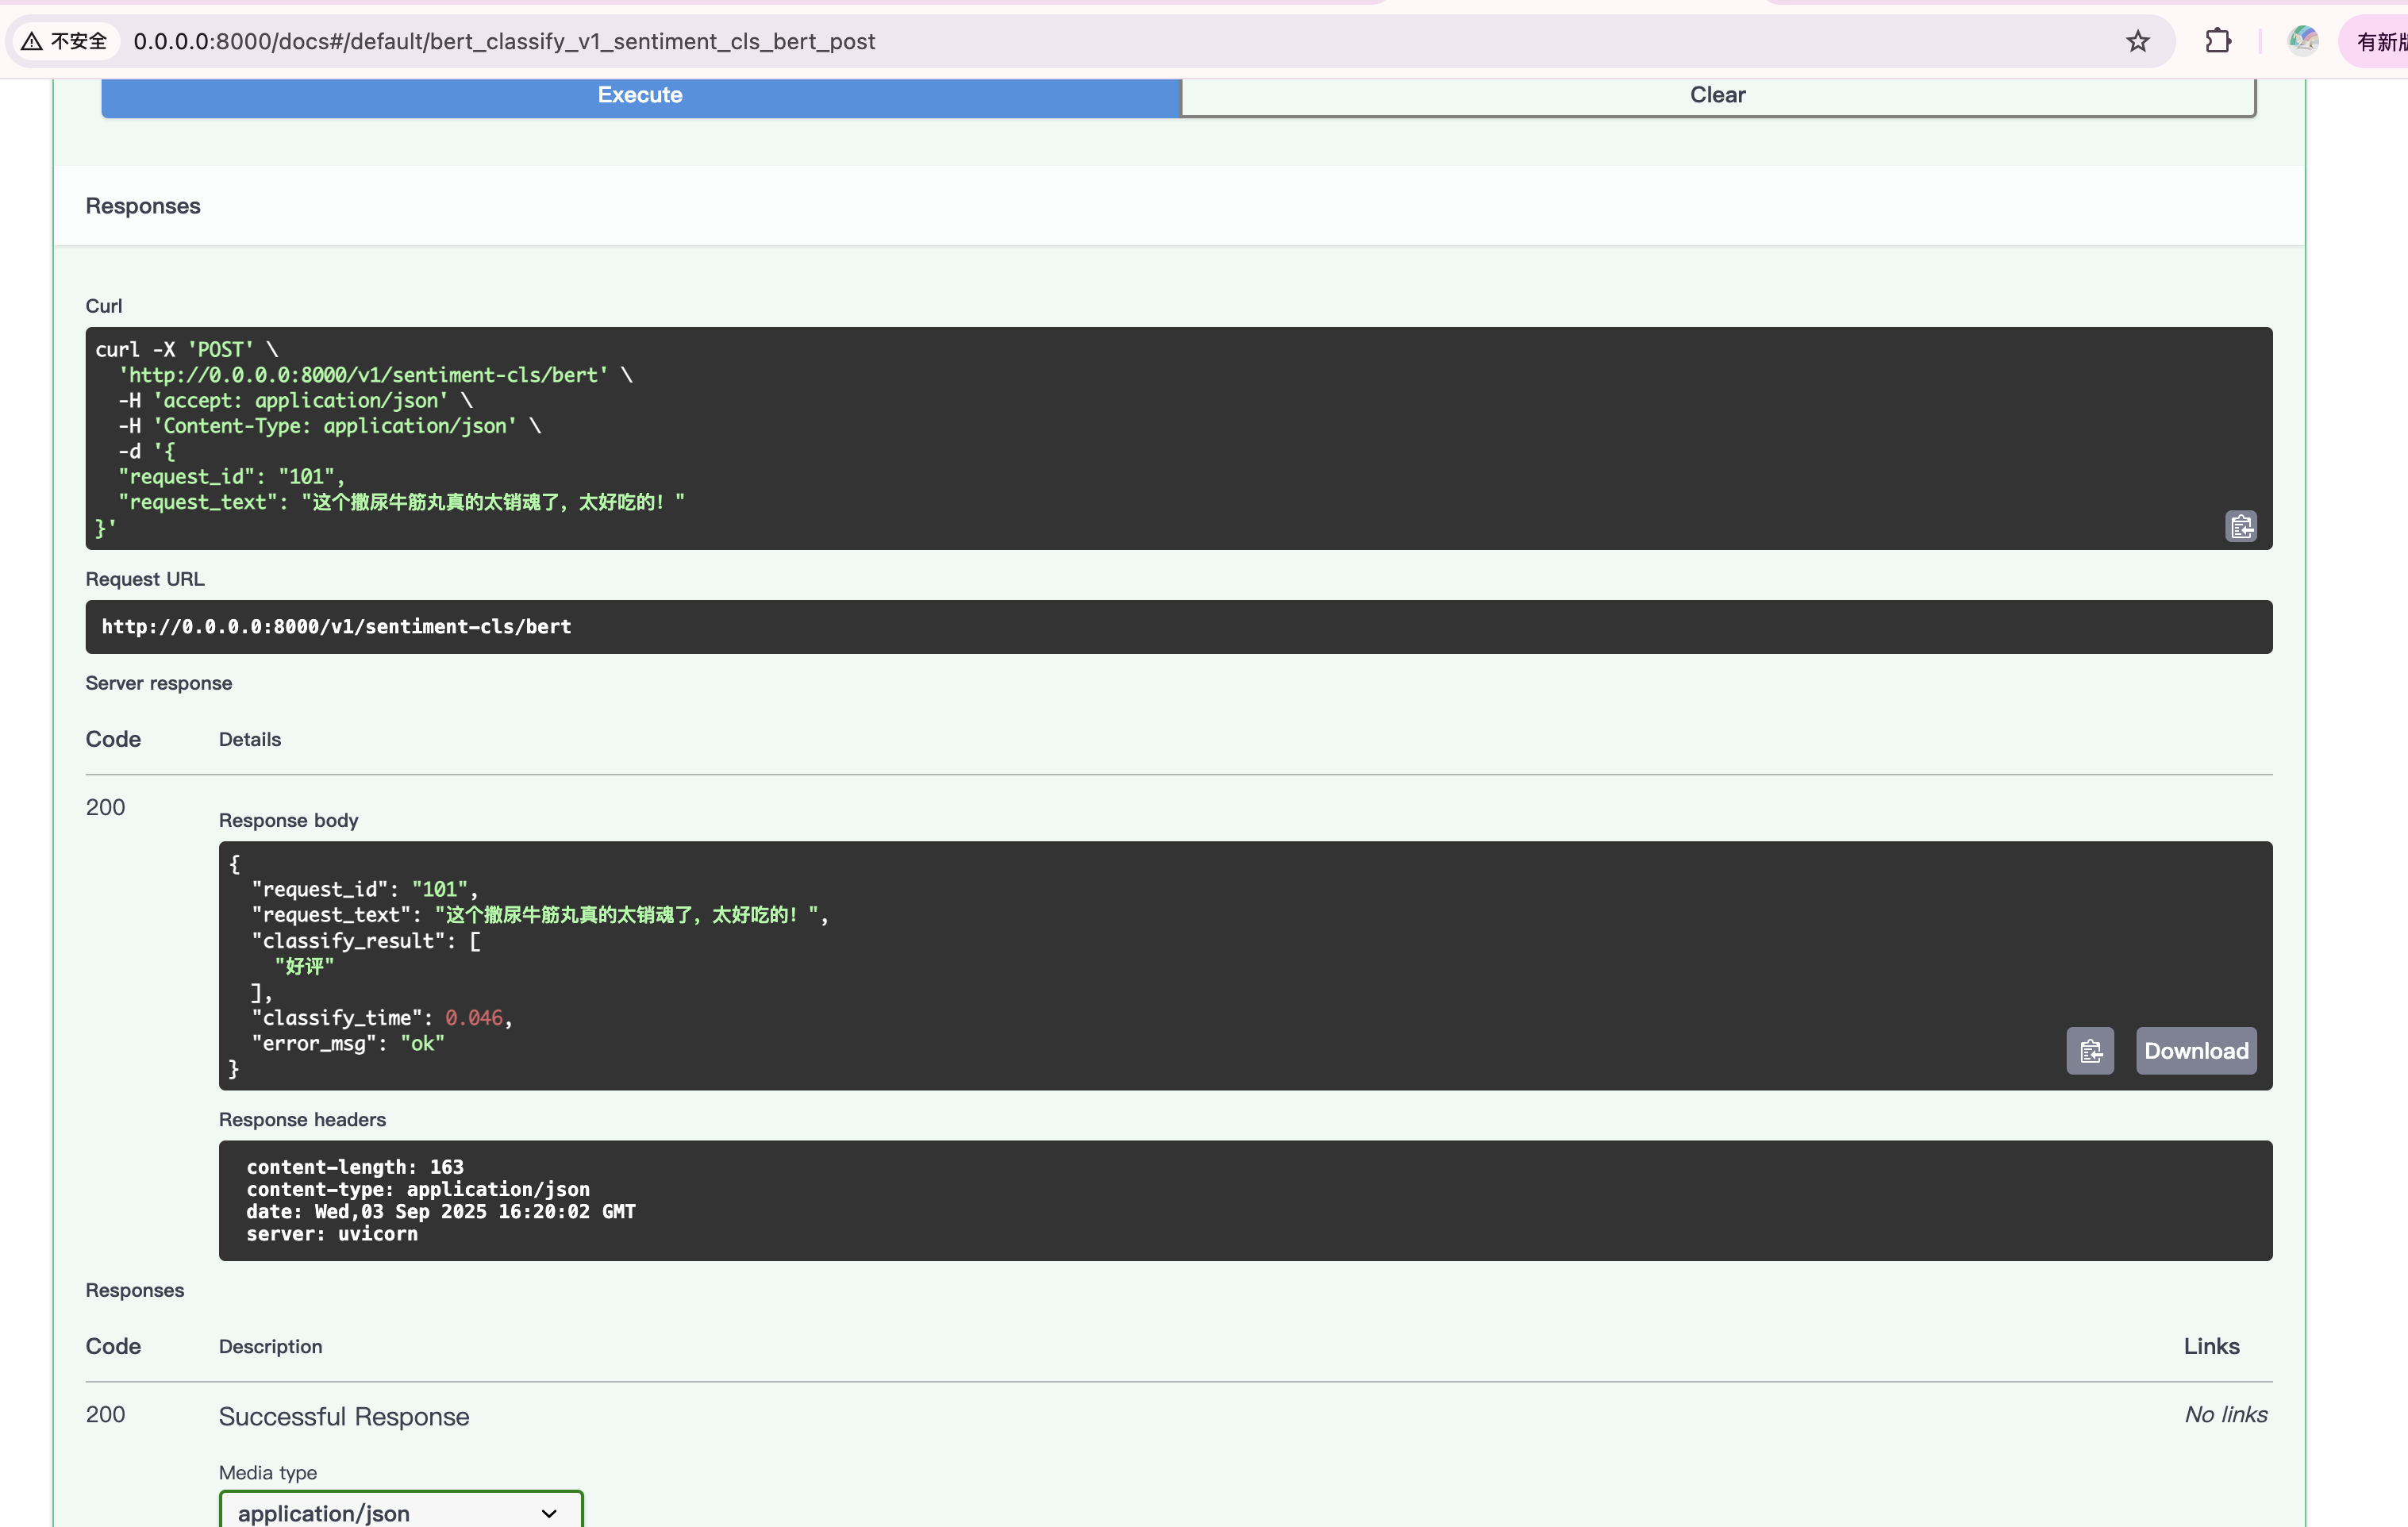 不安全 0.0.0.0:8000/docs#/default/bert_classify_v1_sentiment_cls_bert_post
有新
Execute Clear
Responses
Curl
curl -X 'POST' \
'http://0.0.0.0:8000/v1/sentiment-cls/bert' \
-H 'accept: application/json' \
-H 'Content-Type: application/json' \
-d '{
"request_id": "101",
"request_text": "这个撒尿牛筋丸真的太销魂了，太好吃的！"
}'
Request URL
http://0.0.0.0:8000/v1/sentiment-cls/bert
Server response
Code Details
200
Response body
{
"request_id": "101",
"request_text": "这个撒尿牛筋丸真的太销魂了，太好吃的！",
"classify_result": [
"好评"
],
"classify_time": 0.046,
"error_msg": "ok"
}
Download
Response headers
content-length: 163
content-type: application/json
date: Wed,03 Sep 2025 16:20:02 GMT
server: uvicorn
Responses
Code Description Links
200 Successful Response No links
Media type
application/json